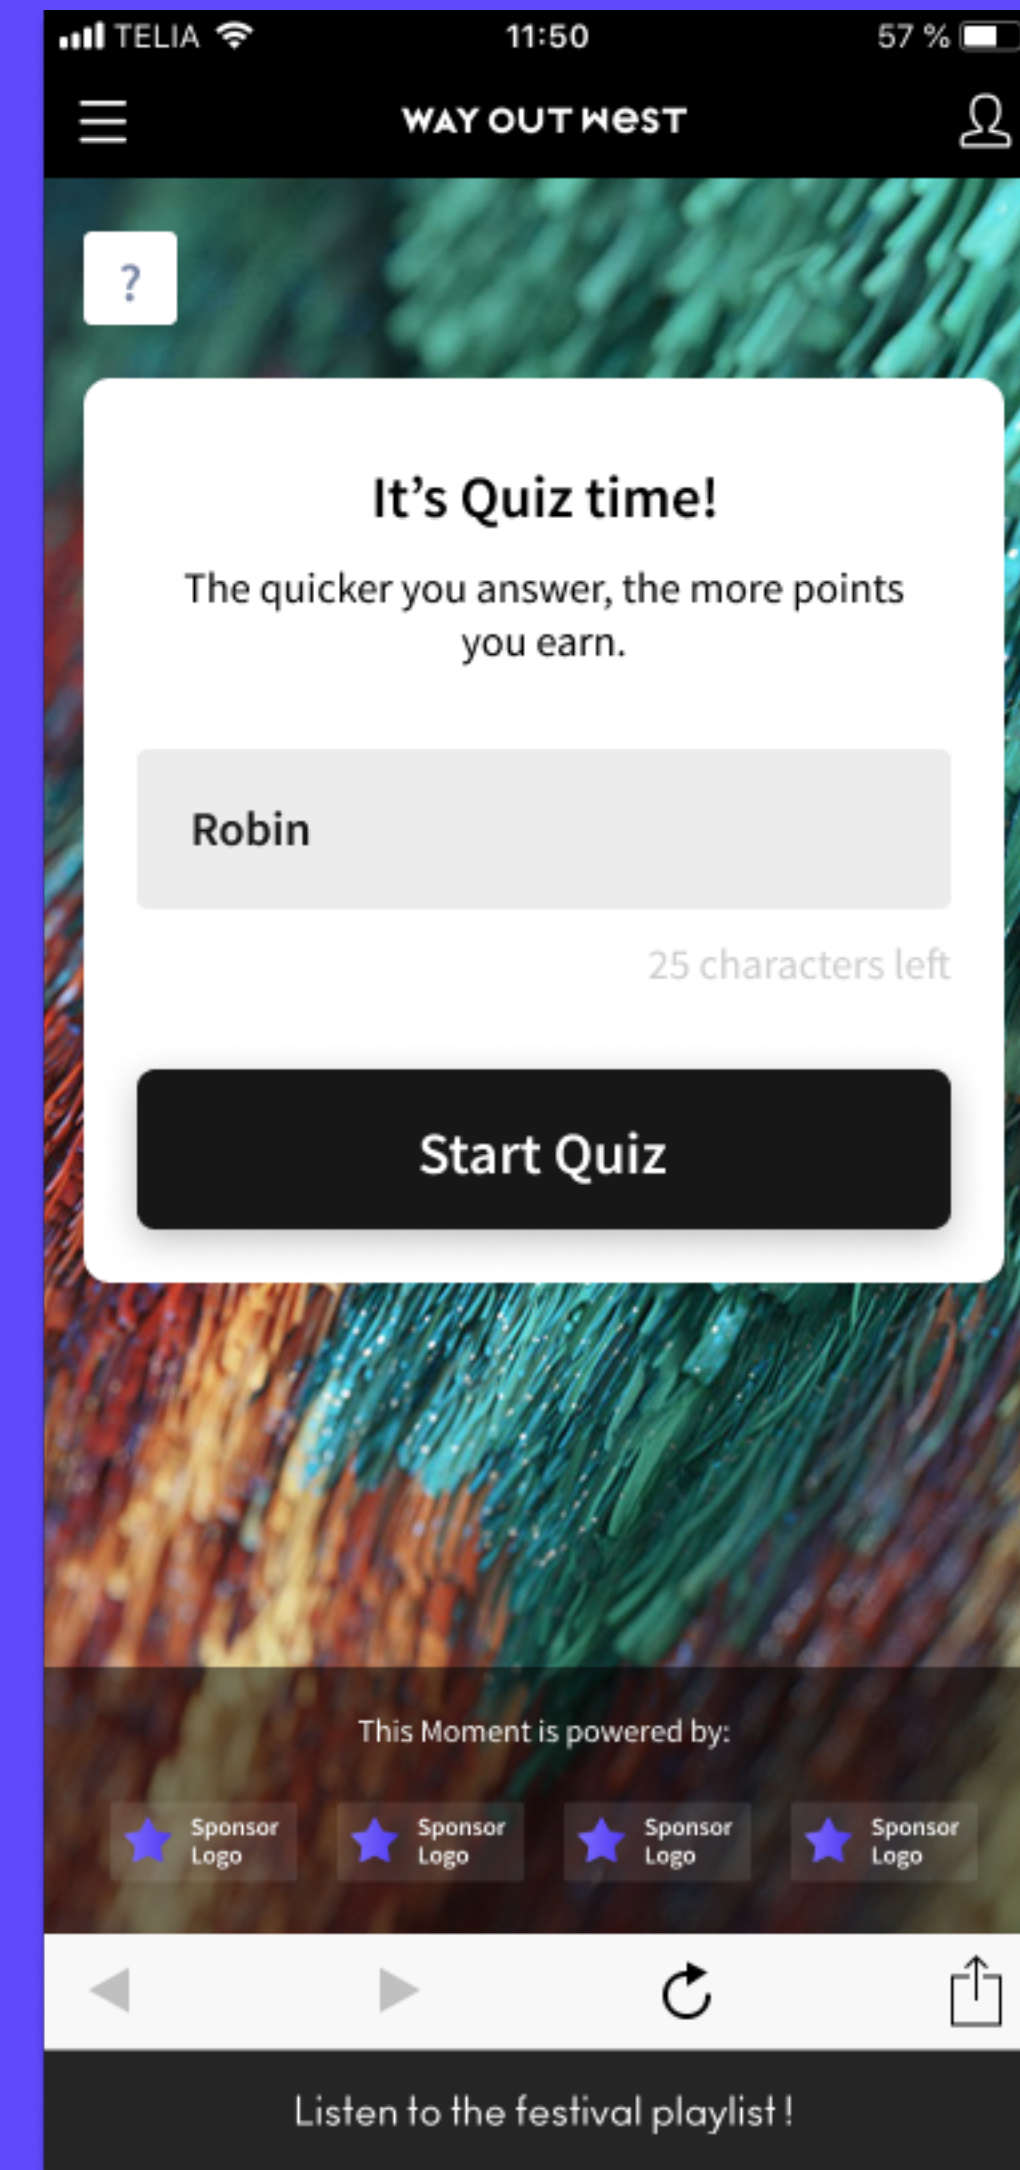 TELIA 11:50 57 %
WAY OUT WEST
?
It’s Quiz time!
The quicker you answer, the more points
you earn.
Robin
25 characters left
Start Quiz
This Moment is powered by:
Sponsor Logo
Sponsor Logo
Sponsor Logo
Sponsor Logo
Listen to the festival playlist !